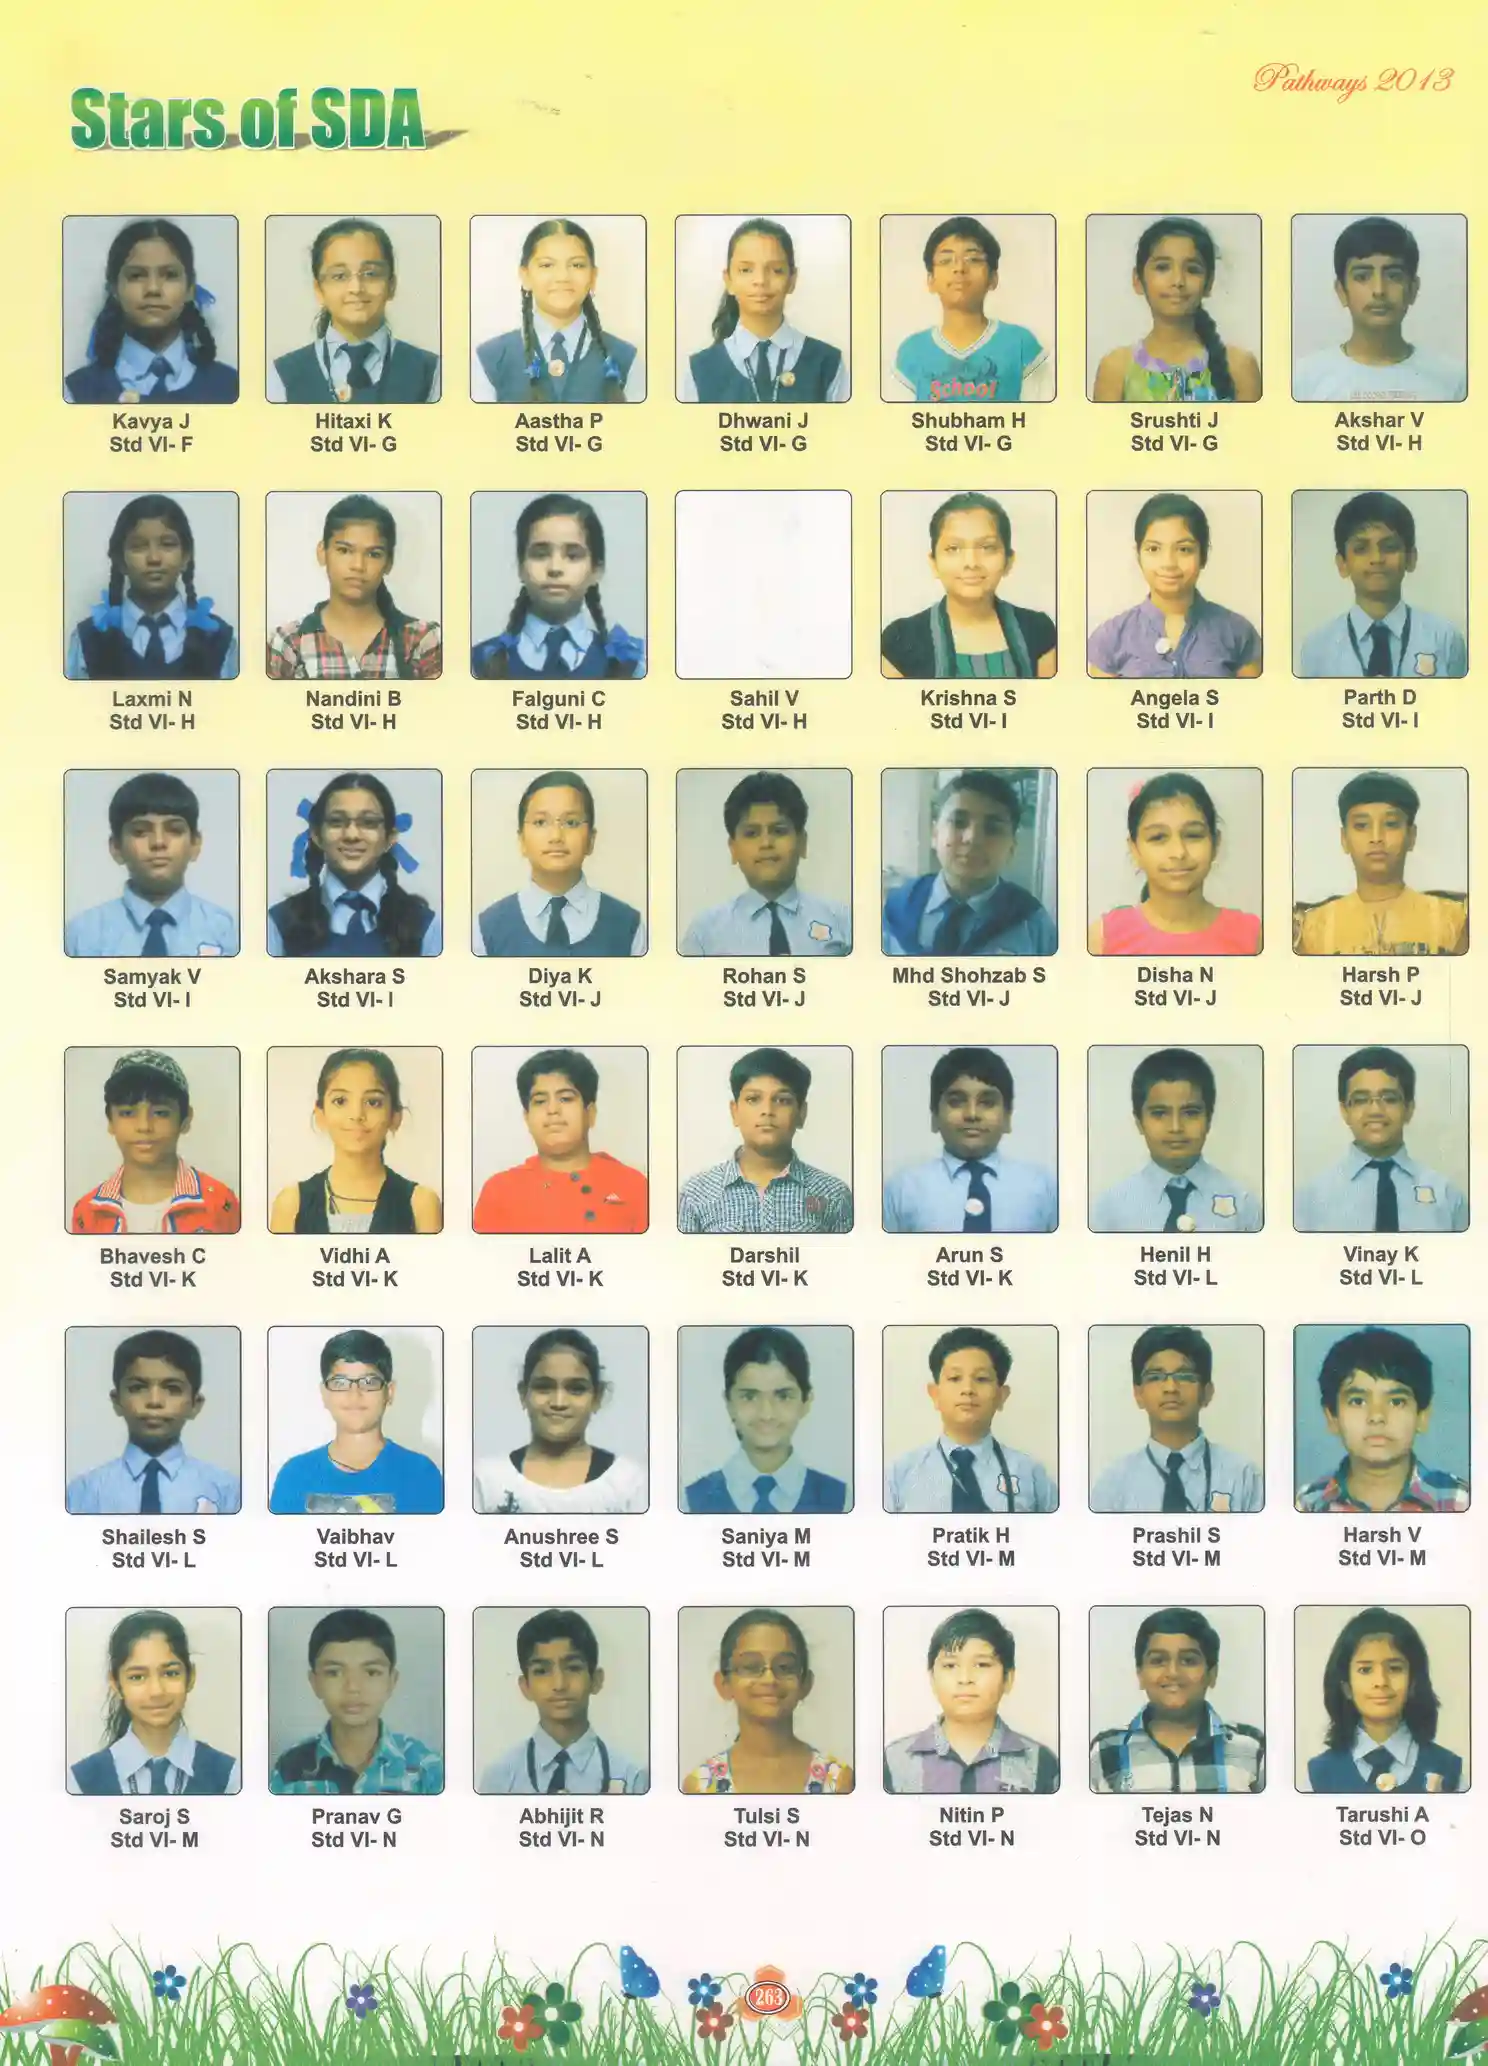 Pathways 2013
Stars of SDA
Kavya J
Std VI- F
Hitaxi K
Std VI- G
Aastha P
Std VI- G
Dhwani J
Std VI- G
School
Shubham H
Std VI- G
Srushti J
Std VI- G
Akshar V
Std VI- H
Laxmi N
Std VI- H
Nandini B
Std VI- H
Falguni C
Std VI- H
Sahil V
Std VI- H
Krishna S
Std VI- I
Angela S
Std VI- I
Parth D
Std VI- I
Samyak V
Std VI- I
Akshara S
Std VI- I
Diya K
Std VI- J
Rohan S
Std VI- J
Mhd Shohzab S
Std VI- J
Disha N
Std VI- J
Harsh P
Std VI- J
Bhavesh C
Std VI- K
Vidhi A
Std VI- K
Lalit A
Std VI- K
Darshil
Std VI- K
Arun S
Std VI- K
Henil H
Std VI- L
Vinay K
Std VI- L
Shailesh S
Std VI- L
Vaibhav
Std VI- L
Anushree S
Std VI- L
Saniya M
Std VI- M
Pratik H
Std VI- M
Prashil S
Std VI- M
Harsh V
Std VI- M
Saroj S
Std VI- M
Pranav G
Std VI- N
Abhijit R
Std VI- N
Tulsi S
Std VI- N
Nitin P
Std VI- N
Tejas N
Std VI- N
Tarushi A
Std VI- O
263